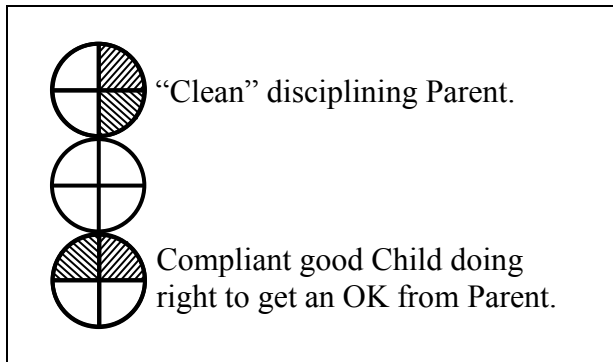 “Clean” disciplining Parent.
Compliant good Child doing
right to get an OK from Parent.